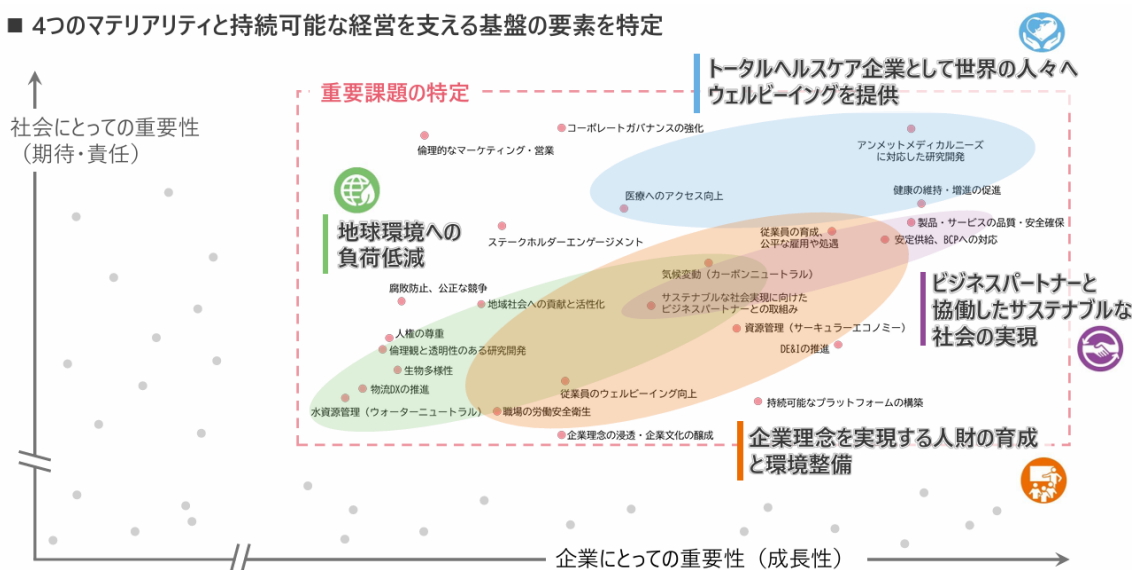 ■ 4つのマテリアリティと持続可能な経営を支える基盤の要素を特定
トータルヘルスケア企業として世界の人々へ
ウェルビーイングを提供
重要課題の特定
社会にとっての重要性
（期待・責任）
コーポレートガバナンスの強化
倫理的なマーケティング・営業
アンメットメディカルニーズ
に対応した研究開発
医療へのアクセス向上
健康の維持・増進の促進
地球環境への
負荷低減
製品・サービスの品質・安全確保
従業員の育成、
公平な雇用や処遇
安定供給、BCPへの対応
ステークホルダーエンゲージメント
気候変動（カーボンニュートラル）
ビジネスパートナーと
協働したサステナブルな
社会の実現
腐敗防止、公正な競争
地域社会への貢献と活性化
サステナブルな社会実現に向けた
ビジネスパートナーとの取組み
資源管理（サーキュラーエコノミー）
人権の尊重
DE&Iの推進
倫理観と透明性のある研究開発
生物多様性
物流DXの推進
従業員のウェルビーイング向上
水資源管理（ウォーターニュートラル）
職場の労働安全衛生
持続可能なプラットフォームの構築
企業理念の浸透・企業文化の醸成
企業理念を実現する人財の育成
と環境整備
企業にとっての重要性（成長性）